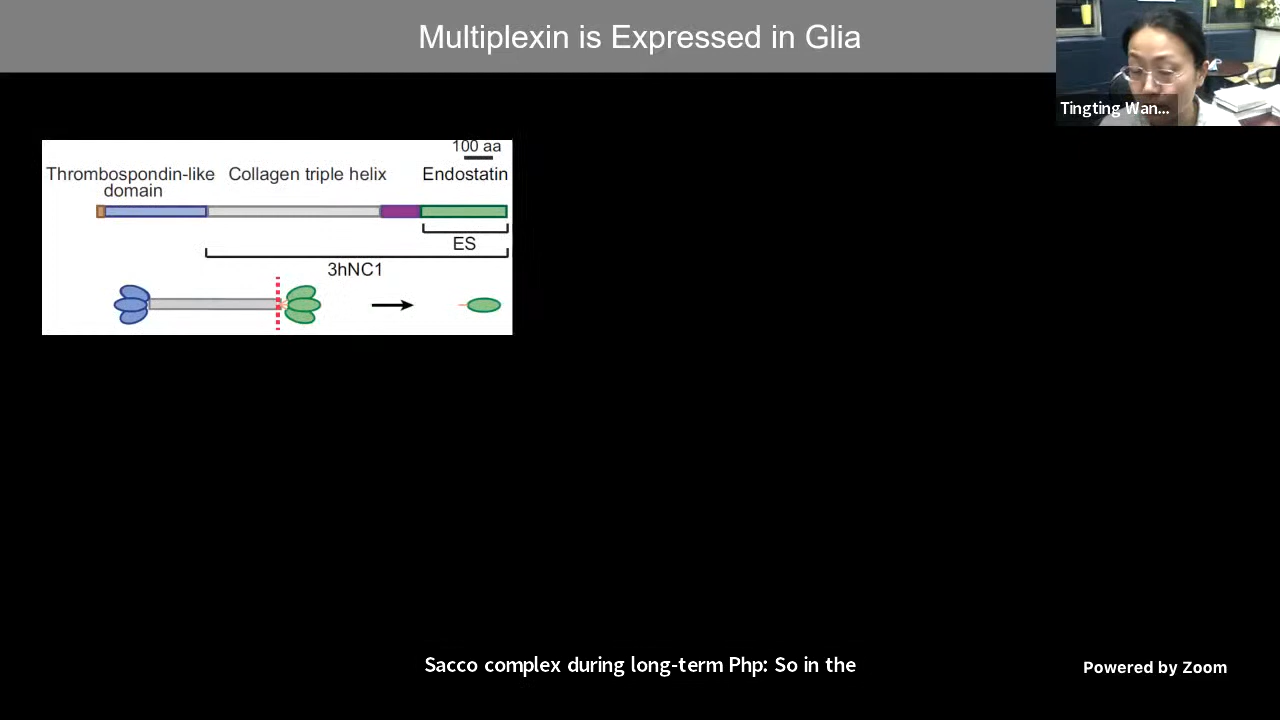 Multiplexin is Expressed in Glia
Tingting Wan...
100 aa
Thrombospondin-like
domain
Collagen triple helix
Endostatin
ES
3hNC1
Sacco complex during long-term Php: So in the
Powered by Zoom